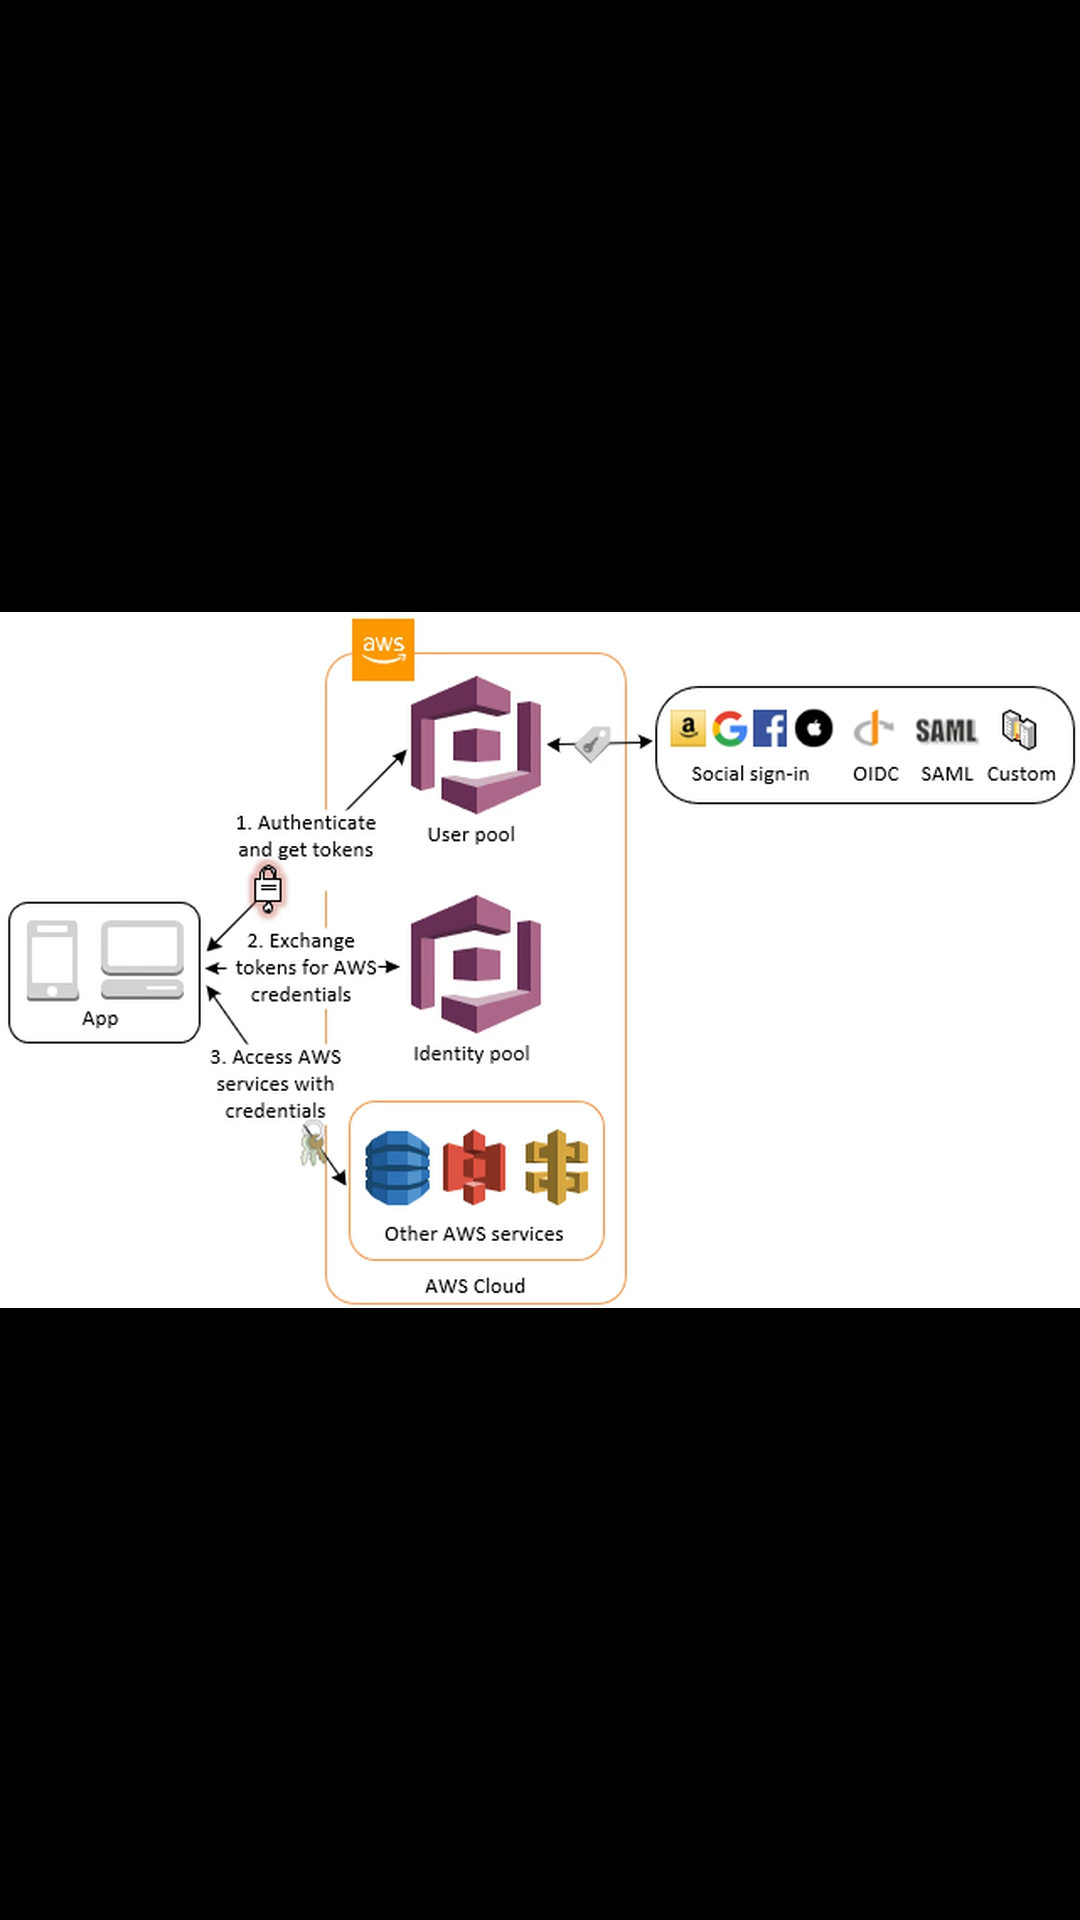 aws
a
G
f
SAML
Social sign-in
OIDC
SAML
Custom
1. Authenticate
and get tokens
User pool
2. Exchange
tokens for AWS
credentials
App
Identity pool
3. Access AWS
services with
credentials
Other AWS services
AWS Cloud